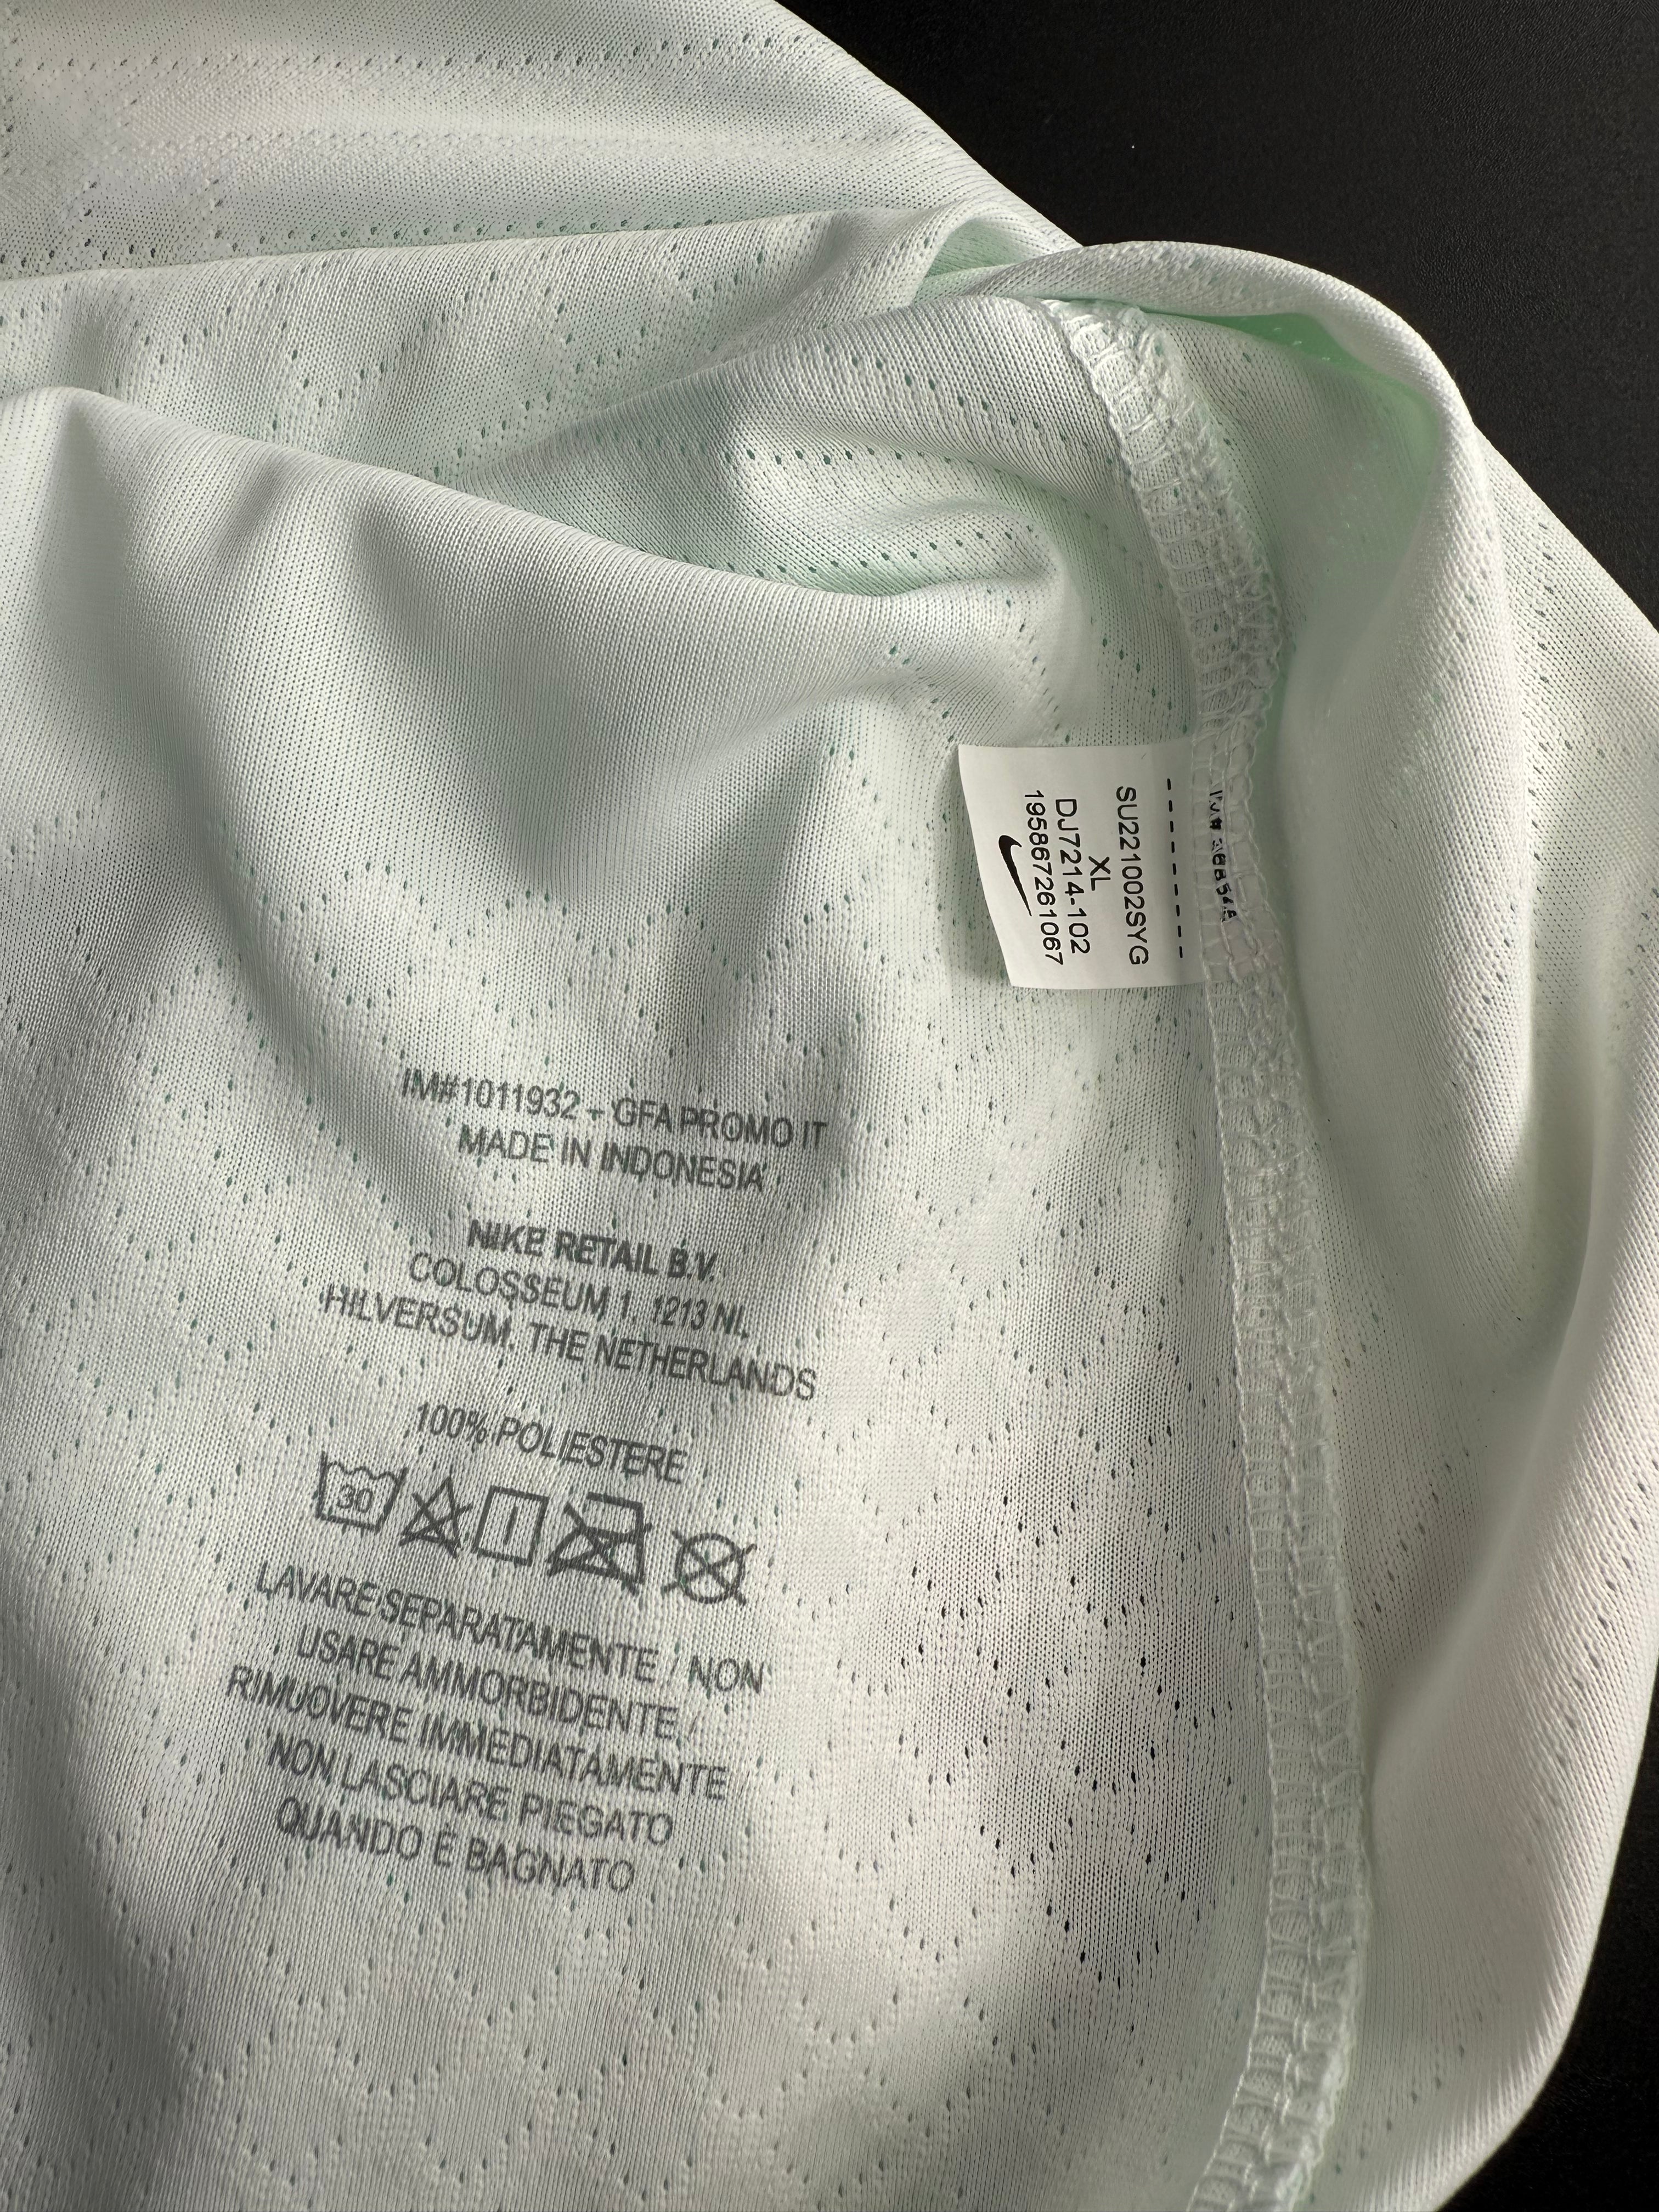 SU221002SYG
XL
DJ7214-102
195867261067
IM#1011932 - GFA PROMO IT
MADE IN INDONESIA
NIKE RETAIL B.V.
COLOSSEUM 1, 1213 NL
HILVERSUM, THE NETHERLANDS
100% POLIESTERE
30
LAVARE SEPARATAMENTE / NON
USARE AMMORBIDENTE /
RIMUOVERE IMMEDIATAMENTE
NON LASCIARE PIEGATO
QUANDO E BAGNATO